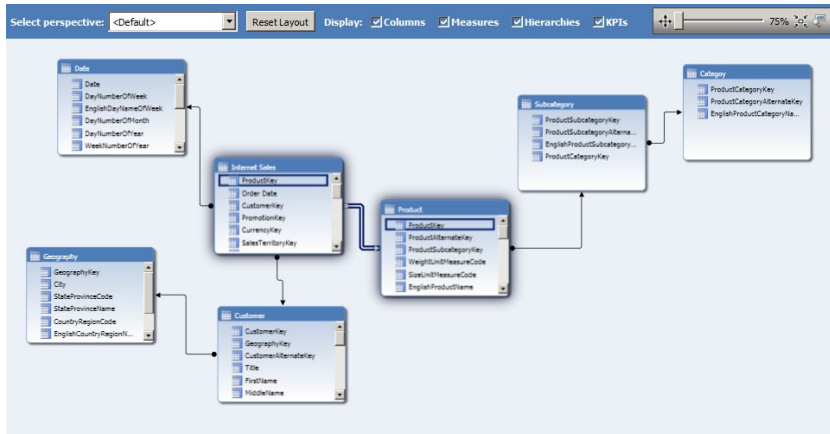 Select perspective: <Default> Reset Layout Display: Columns Measures Hierarchies KPIs 75%
Date
Date
DayNumberOfWeek
EnglishDayNameOfWeek
DayNumberOfMonth
DayNumberOfYear
WeekNumberOfYear
Internet Sales
ProductKey
Order Date
CustomerKey
PromotionKey
CurrencyKey
SalesTerritoryKey
Product
ProductKey
ProductAlternateKey
ProductSubcategoryKey
WeightUnitMeasureCode
SizeUnitMeasureCode
EnglishProductName
Subcategory
ProductSubcategoryKey
ProductSubcategoryAlterna...
EnglishProductSubcategory...
ProductCategoryKey
Categoy
ProductCategoryKey
ProductCategoryAlternateKey
EnglishProductCategoryNa...
Geography
GeographyKey
City
StateProvinceCode
StateProvinceName
CountryRegionCode
EnglishCountryRegionN...
Customer
CustomerKey
GeographyKey
CustomerAlternateKey
Title
FirstName
MiddleName